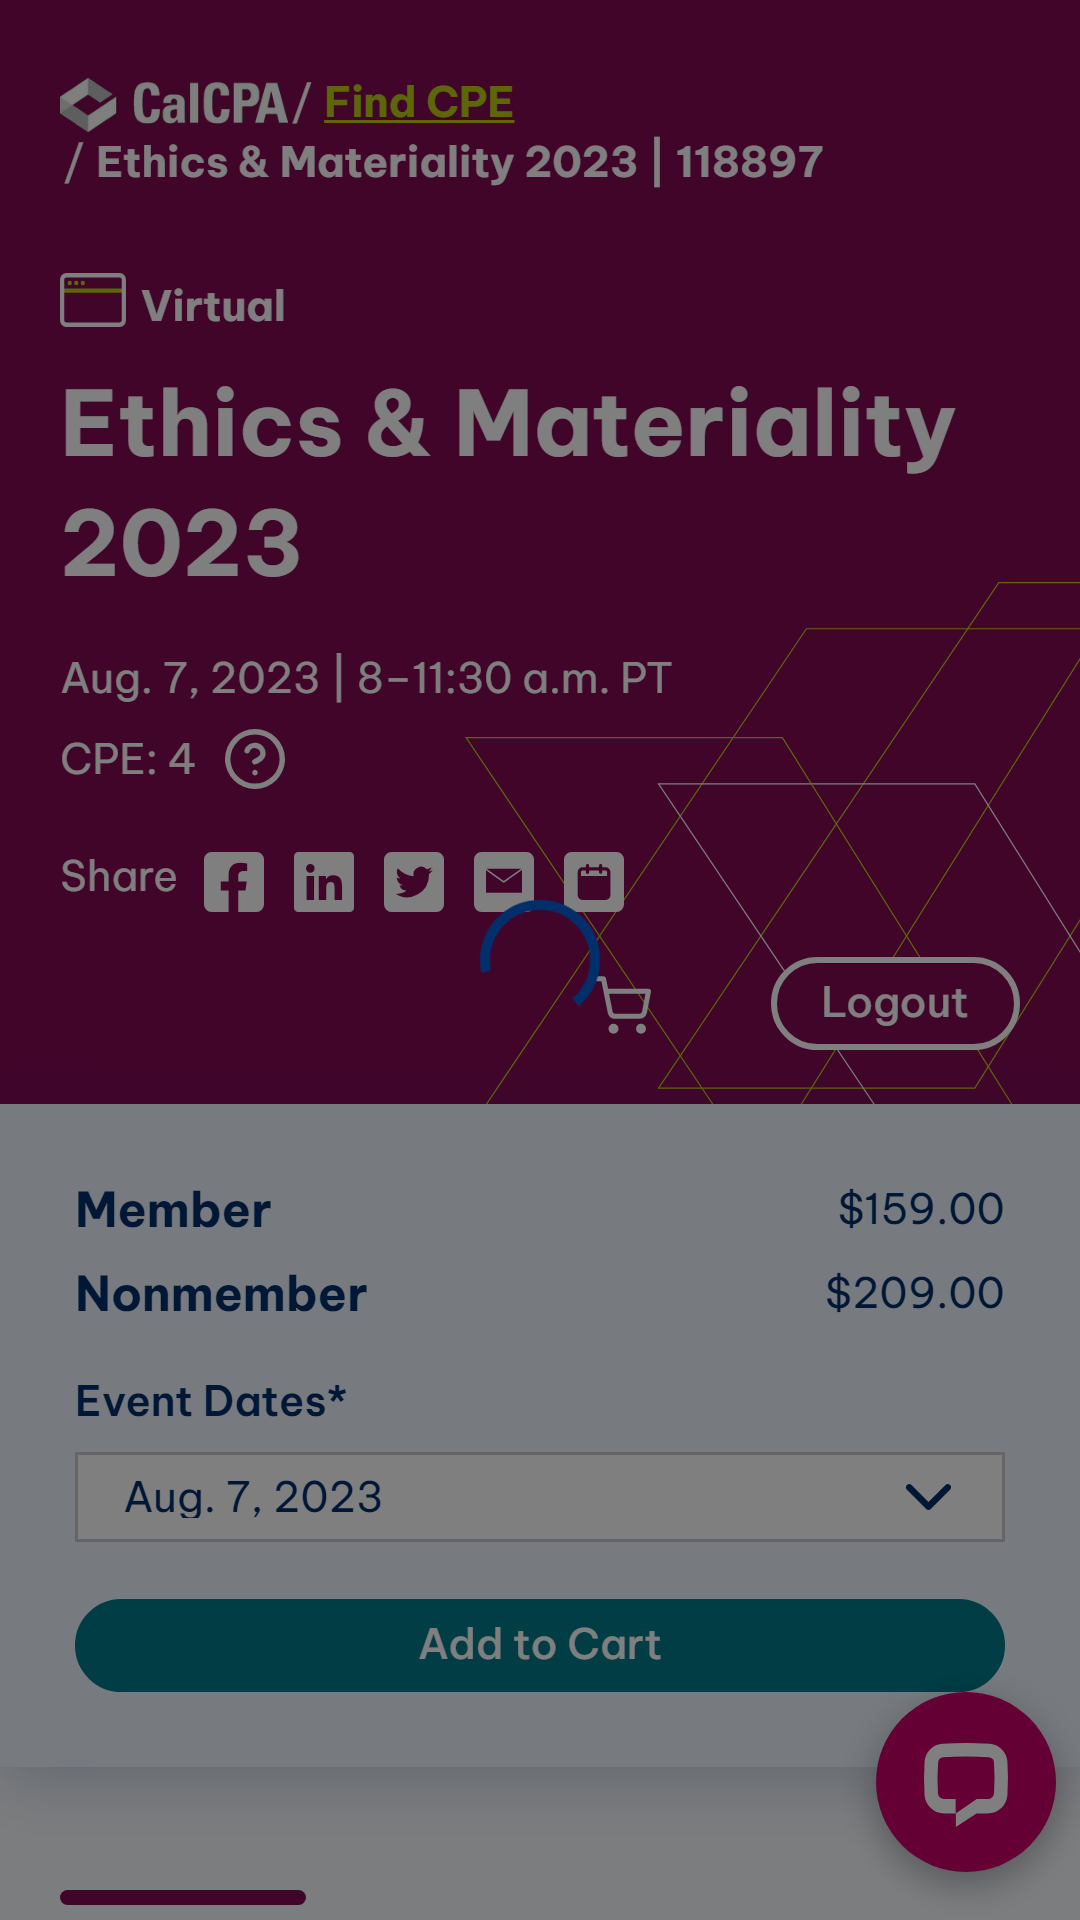 CalCPA / Find CPE
/ Ethics & Materiality 2023 | 118897
Virtual
Ethics & Materiality
2023
Aug. 7, 2023 | 8–11:30 a.m. PT
CPE: 4 ?
Share
Logout
Member $159.00
Nonmember $209.00
Event Dates*
Aug. 7, 2023
Add to Cart